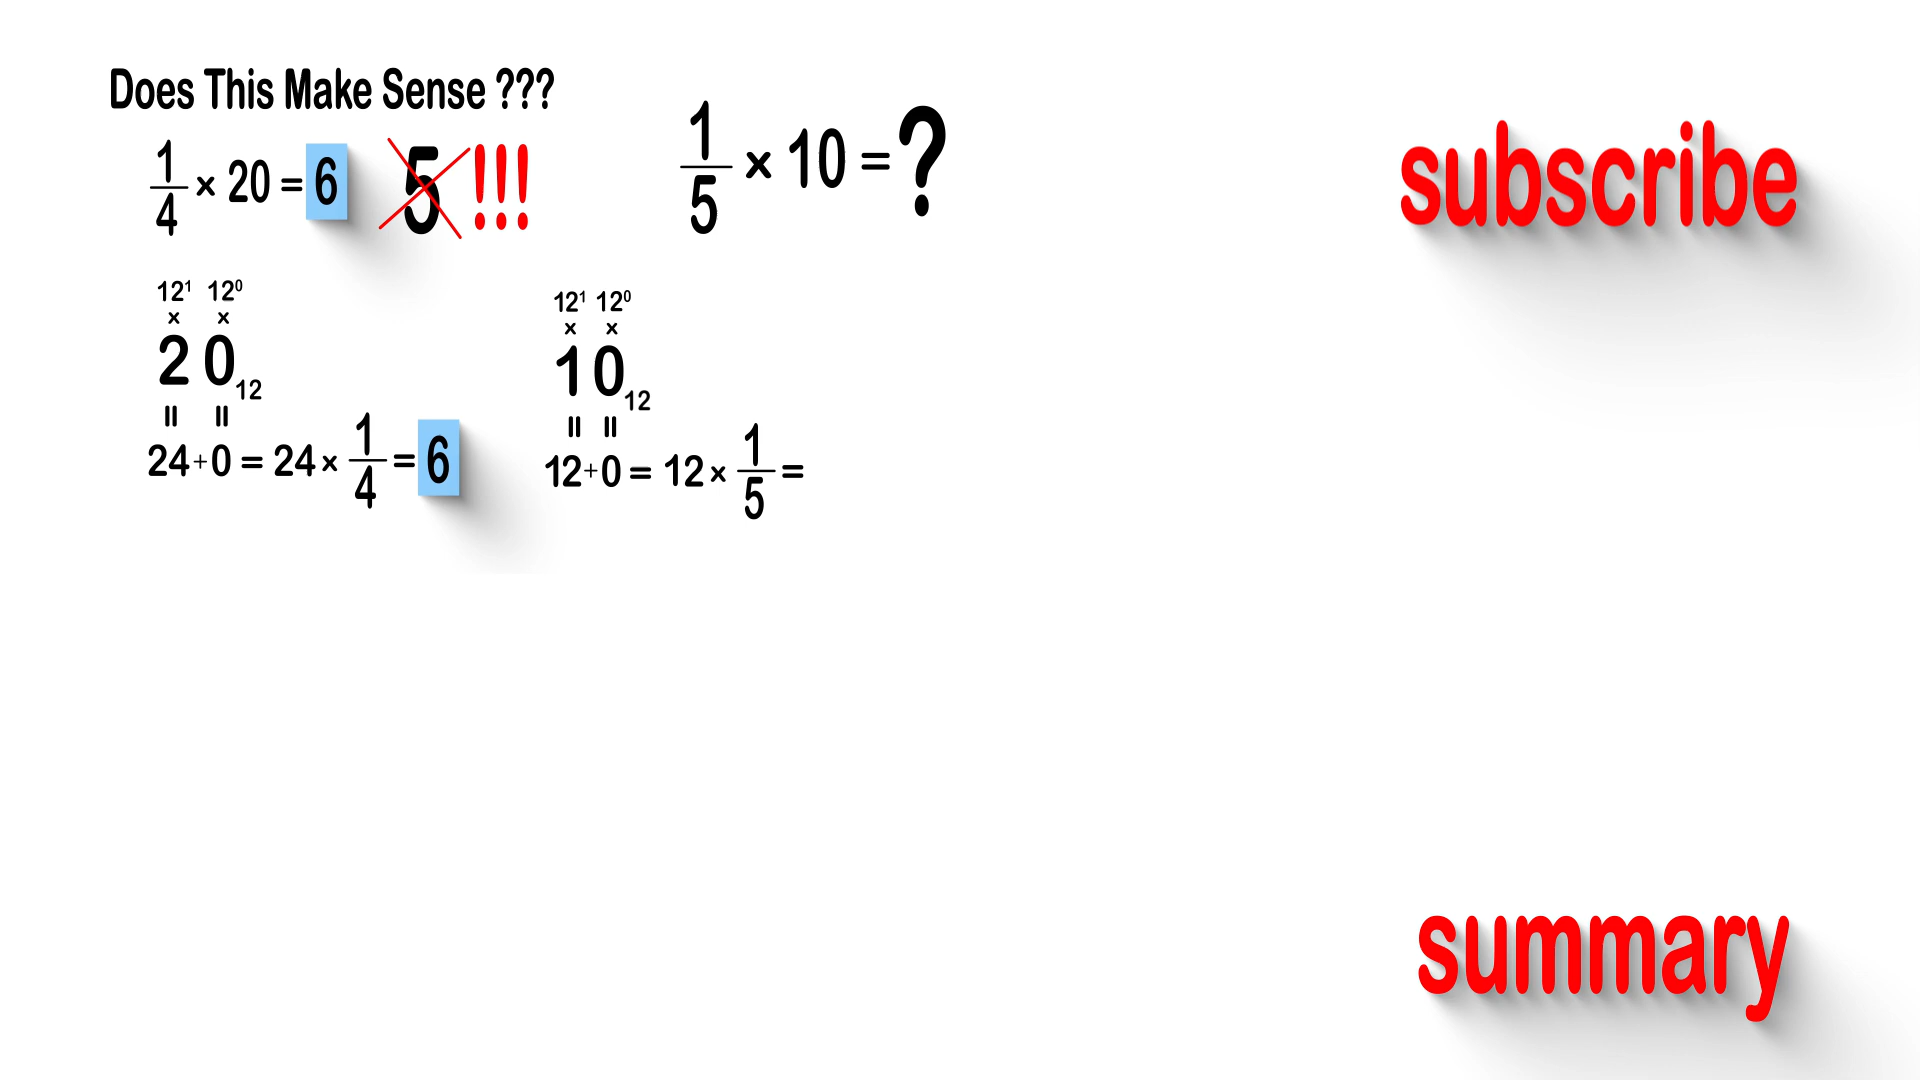 Does This Make Sense ???
1/4 × 20 = 6 5 !!!
1/5 × 10 = ?
12¹ 12⁰
× ×
2 0₁₂
= =
24+0 = 24 × 1/4 = 6
12¹ 12⁰
× ×
1 0₁₂
= =
12+0 = 12 × 1/5 =
subscribe
summary